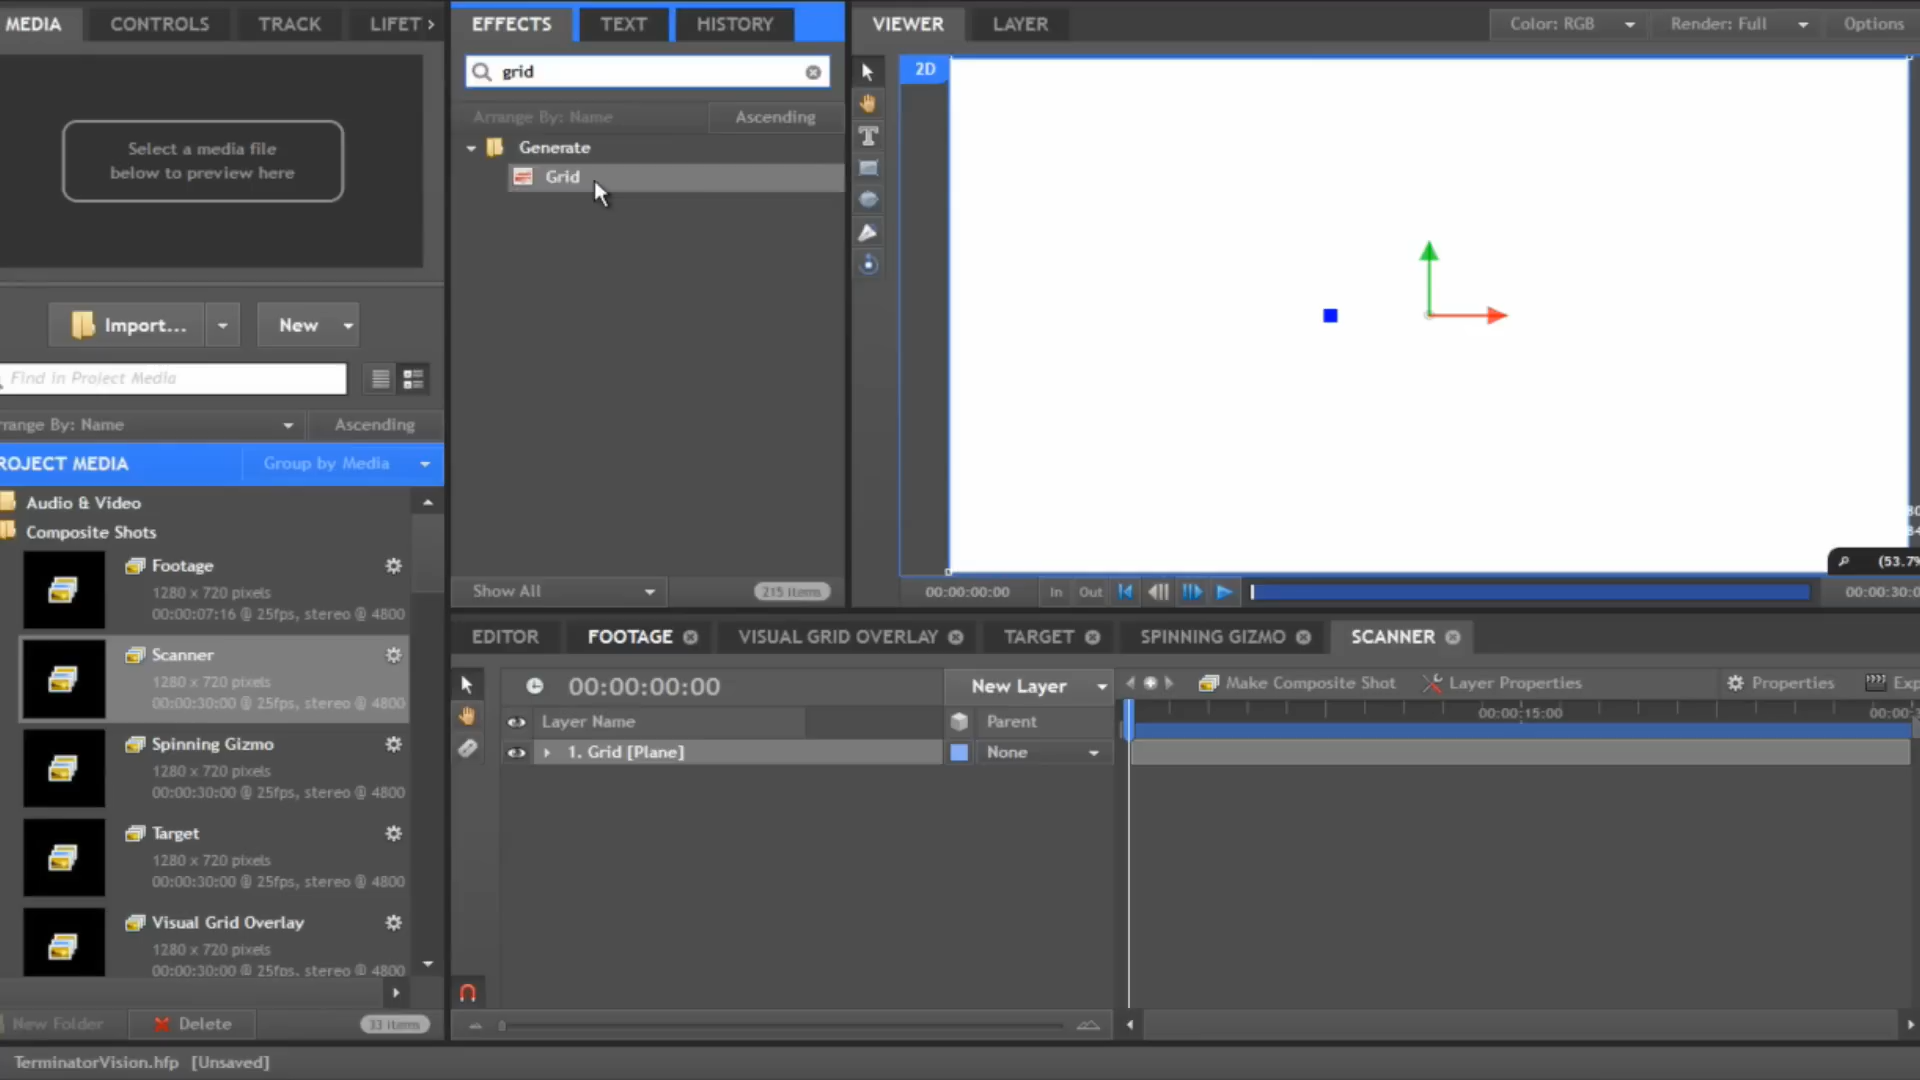 MEDIA
CONTROLS
TRACK
LIFET
Select a media file
below to preview here
Import...
New
Find in Project Media
range By: Name
Ascending
ROJECT MEDIA
Group by Media
Audio & Video
Composite Shots
Footage
1280 x 720 pixels
00:00:07:16 @ 25fps, stereo @ 4800
Scanner
1280 x 720 pixels
00:00:30:00 @ 25fps, stereo @ 4800
Spinning Gizmo
1280 x 720 pixels
00:00:30:00 @ 25fps, stereo @ 4800
Target
1280 x 720 pixels
00:00:30:00 @ 25fps, stereo @ 4800
Visual Grid Overlay
1280 x 720 pixels
00:00:30:00 @ 25fps, stereo @ 4800
New Folder
Delete
33 items
EFFECTS
TEXT
HISTORY
grid
Arrange By: Name
Ascending
Generate
Grid
Show All
215 items
VIEWER
LAYER
Color: RGB
Render: Full
Options
2D
T
(53.7%
00:00:00:00
In
Out
00:00:30:0
EDITOR
FOOTAGE
VISUAL GRID OVERLAY
TARGET
SPINNING GIZMO
SCANNER
00:00:00:00
New Layer
Make Composite Shot
Layer Properties
Properties
Exp
Layer Name
Parent
00:00:15:00
00:00:
1. Grid [Plane]
None
TerminatorVision.hfp [Unsaved]